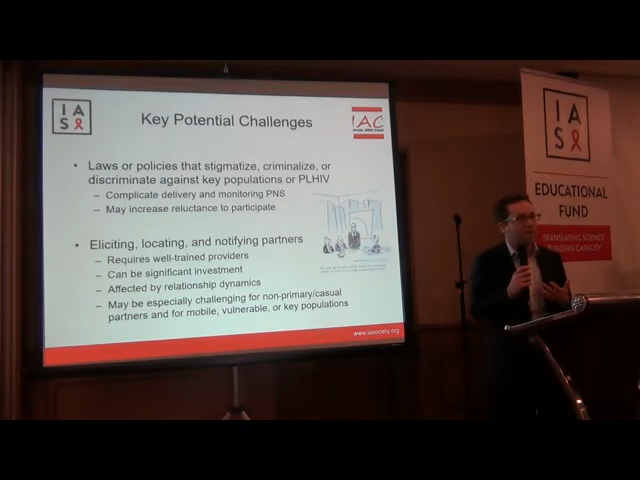 IAS
Key Potential Challenges
IAC
• Laws or policies that stigmatize, criminalize, or
discriminate against key populations or PLHIV
– Complicate delivery and monitoring PNS
– May increase reluctance to participate
• Eliciting, locating, and notifying partners
– Requires well-trained providers
– Can be significant investment
– Affected by relationship dynamics
– May be especially challenging for non-primary/casual
partners and for mobile, vulnerable, or key populations
www.iasociety.org
IAS
EDUCATIONAL
FUND
TRANSLATING SCIENCE
BUILDING CAPACITY